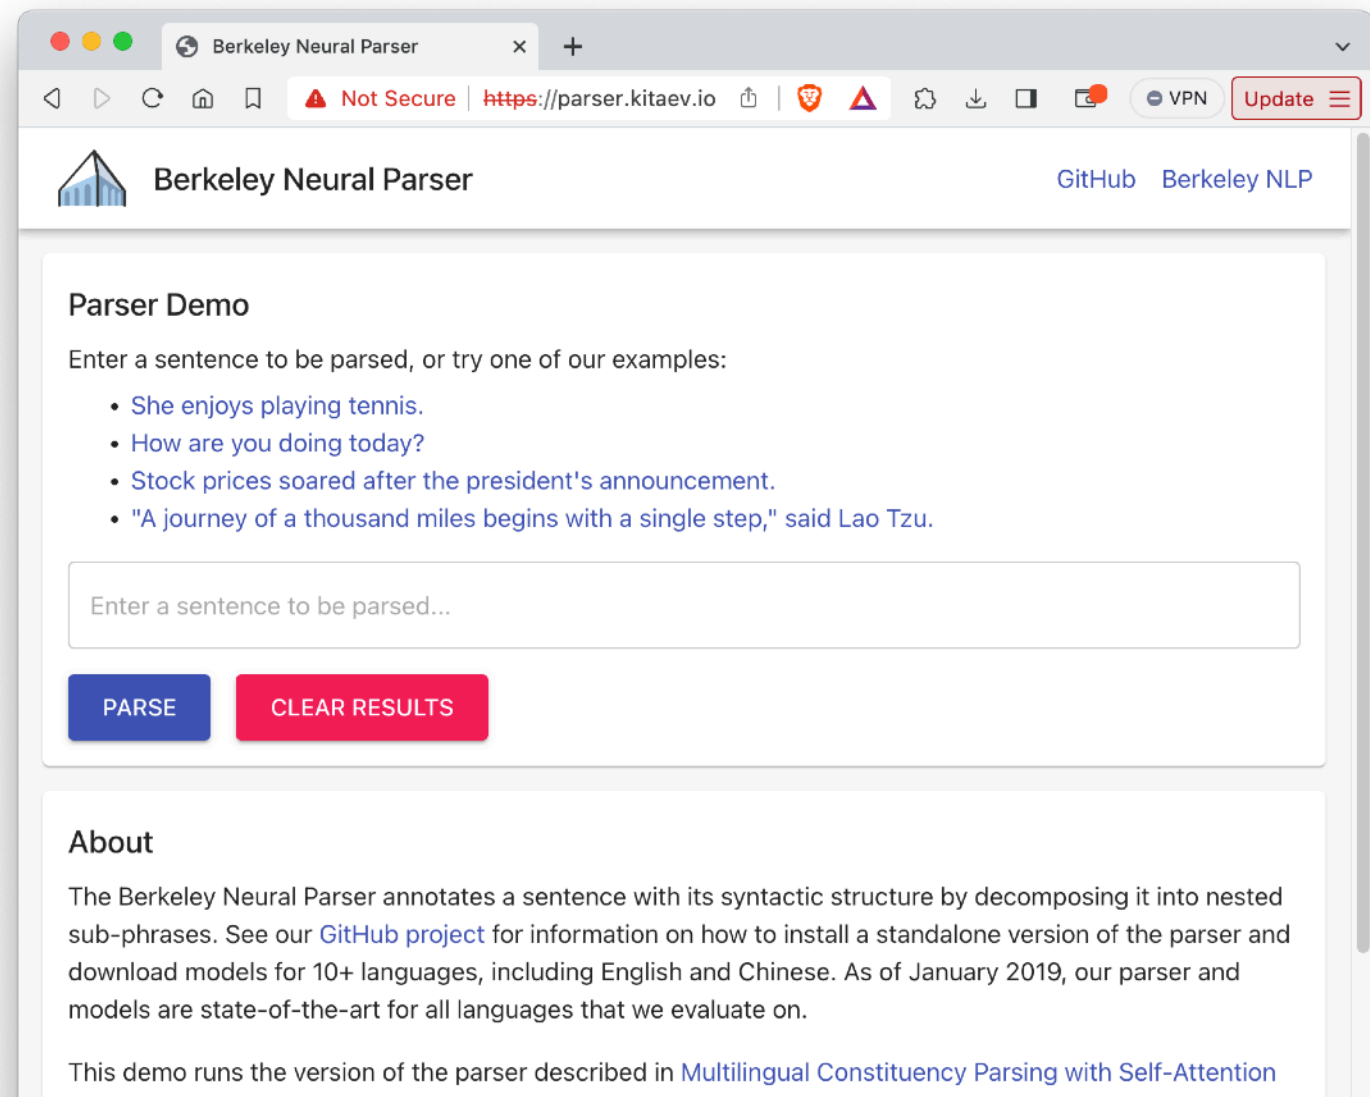 Berkeley Neural Parser
Not Secure https://parser.kitaev.io VPN Update
Berkeley Neural Parser GitHub Berkeley NLP
Parser Demo
Enter a sentence to be parsed, or try one of our examples:
• She enjoys playing tennis.
• How are you doing today?
• Stock prices soared after the president's announcement.
• "A journey of a thousand miles begins with a single step," said Lao Tzu.
Enter a sentence to be parsed...
PARSE CLEAR RESULTS
About
The Berkeley Neural Parser annotates a sentence with its syntactic structure by decomposing it into nested
sub-phrases. See our GitHub project for information on how to install a standalone version of the parser and
download models for 10+ languages, including English and Chinese. As of January 2019, our parser and
models are state-of-the-art for all languages that we evaluate on.
This demo runs the version of the parser described in Multilingual Constituency Parsing with Self-Attention